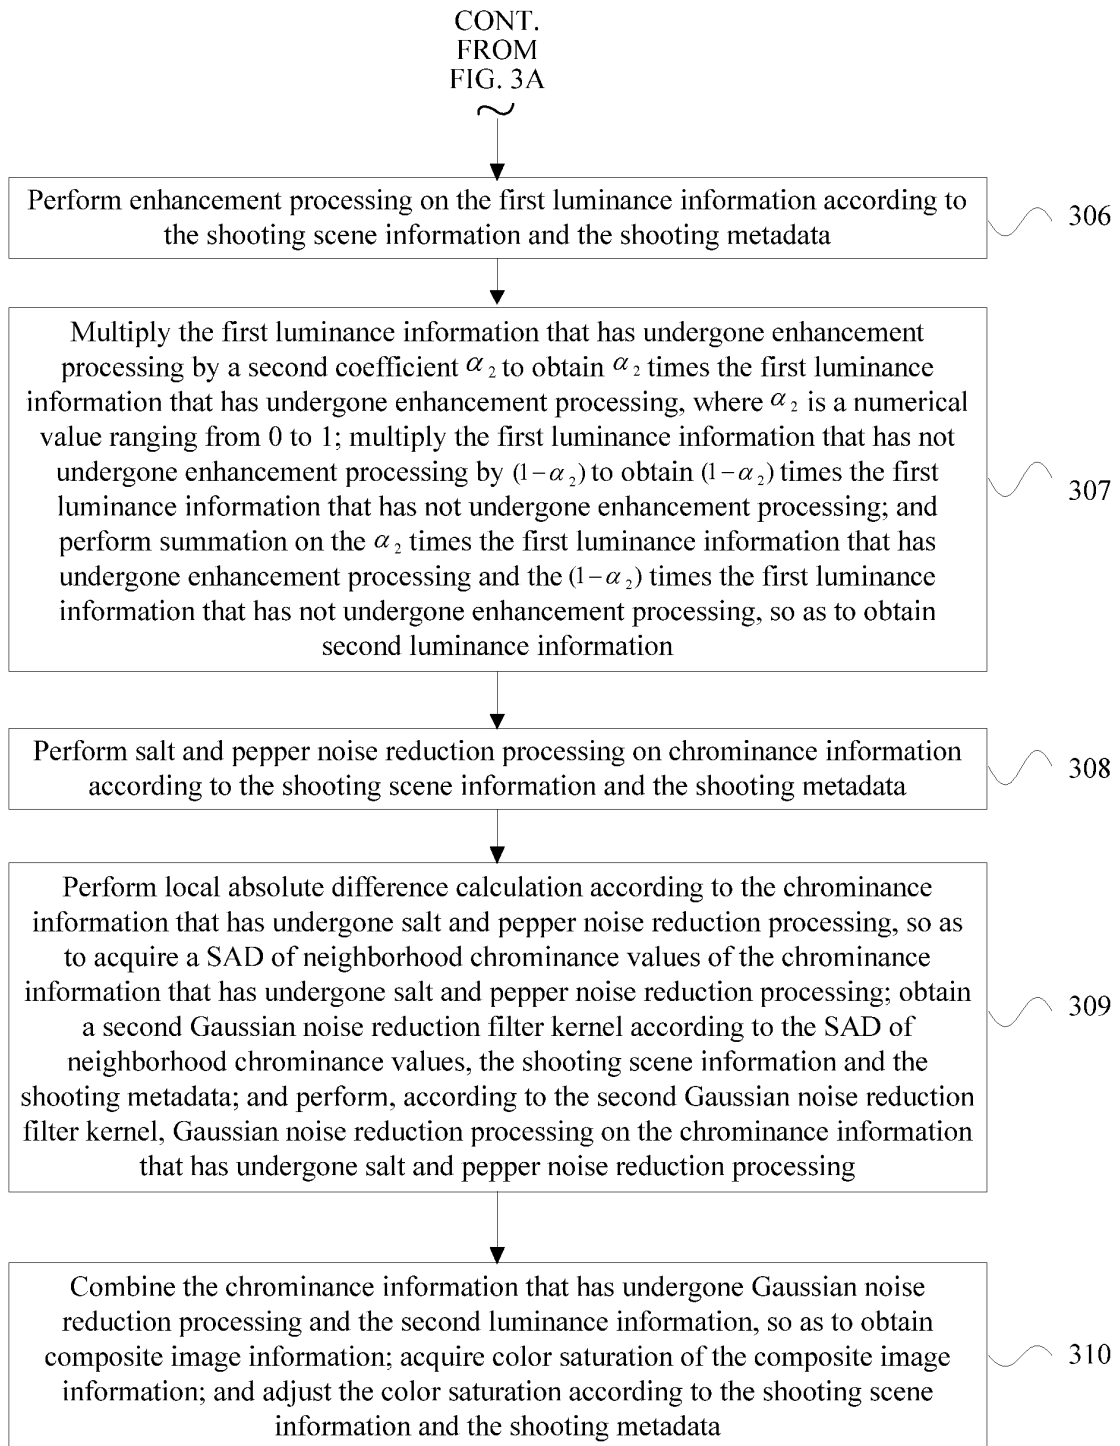 CONT.
FROM
FIG. 3A
Perform enhancement processing on the first luminance information according to
the shooting scene information and the shooting metadata
306
Multiply the first luminance information that has undergone enhancement
processing by a second coefficient α₂ to obtain α₂ times the first luminance
information that has undergone enhancement processing, where α₂ is a numerical
value ranging from 0 to 1; multiply the first luminance information that has not
undergone enhancement processing by (1−α₂) to obtain (1−α₂) times the first
luminance information that has not undergone enhancement processing; and
perform summation on the α₂ times the first luminance information that has
undergone enhancement processing and the (1−α₂) times the first luminance
information that has not undergone enhancement processing, so as to obtain
second luminance information
307
Perform salt and pepper noise reduction processing on chrominance information
according to the shooting scene information and the shooting metadata
308
Perform local absolute difference calculation according to the chrominance
information that has undergone salt and pepper noise reduction processing, so as
to acquire a SAD of neighborhood chrominance values of the chrominance
information that has undergone salt and pepper noise reduction processing; obtain
a second Gaussian noise reduction filter kernel according to the SAD of
neighborhood chrominance values, the shooting scene information and the
shooting metadata; and perform, according to the second Gaussian noise reduction
filter kernel, Gaussian noise reduction processing on the chrominance information
that has undergone salt and pepper noise reduction processing
309
Combine the chrominance information that has undergone Gaussian noise
reduction processing and the second luminance information, so as to obtain
composite image information; acquire color saturation of the composite image
information; and adjust the color saturation according to the shooting scene
information and the shooting metadata
310